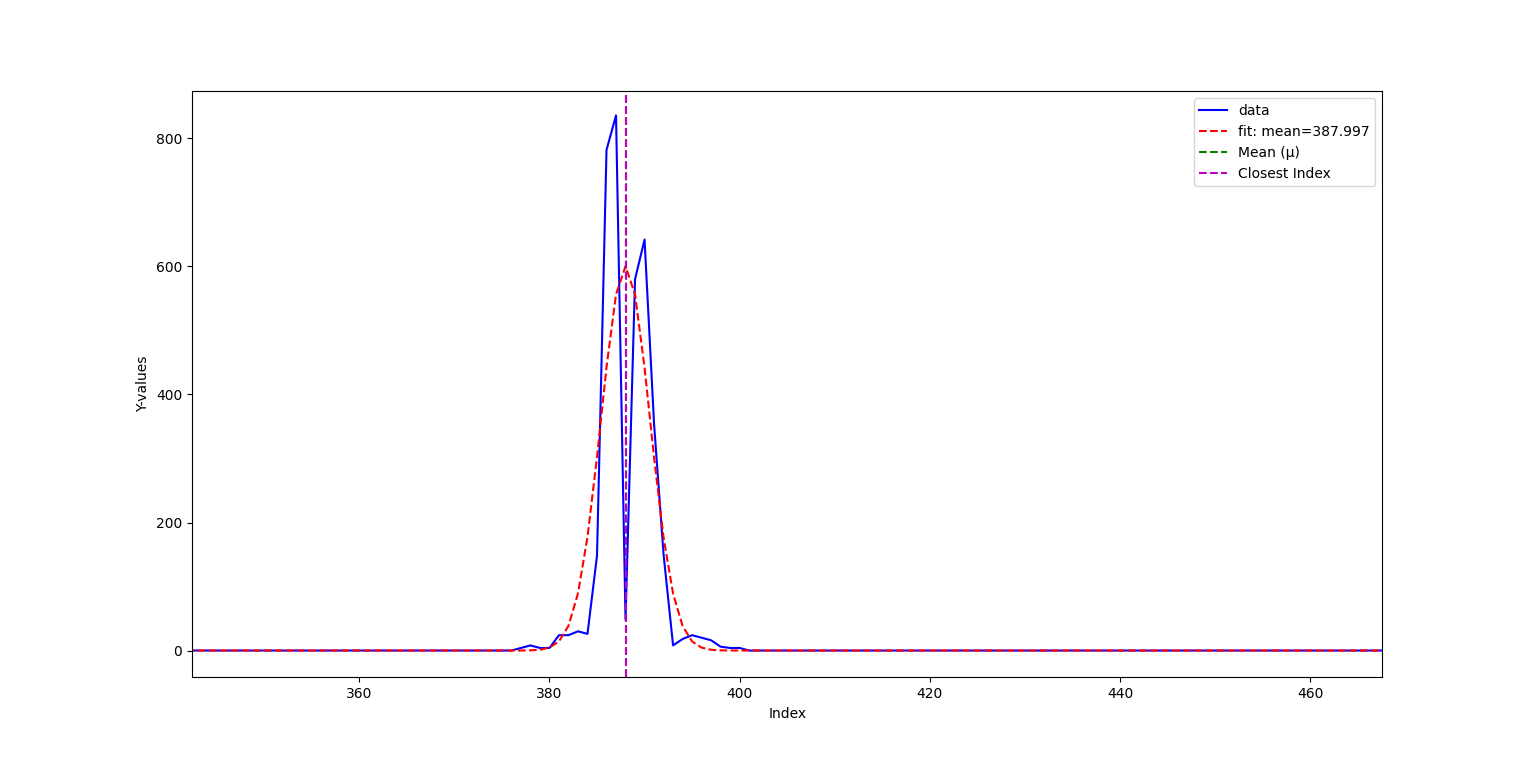 data
fit: mean=387.997
Mean (μ)
Closest Index
800
600
400
200
0
Y-values
360 380 400 420 440 460
Index